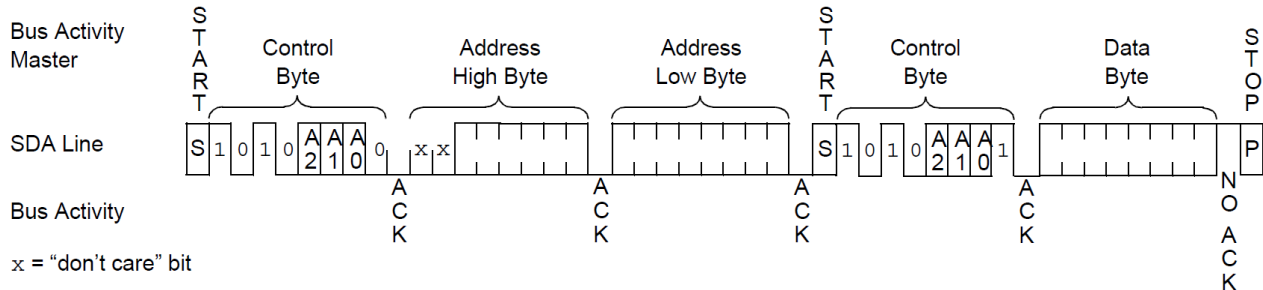 Bus Activity
Master
START
Control
Byte
Address
High Byte
Address
Low Byte
START
Control
Byte
Data
Byte
STOP
SDA Line
S 1 0 1 0 A2 A1 A0 0 x x S 1 0 1 0 A2 A1 A0 1 P
Bus Activity
ACK
ACK
ACK
ACK
NO ACK
x = “don’t care” bit